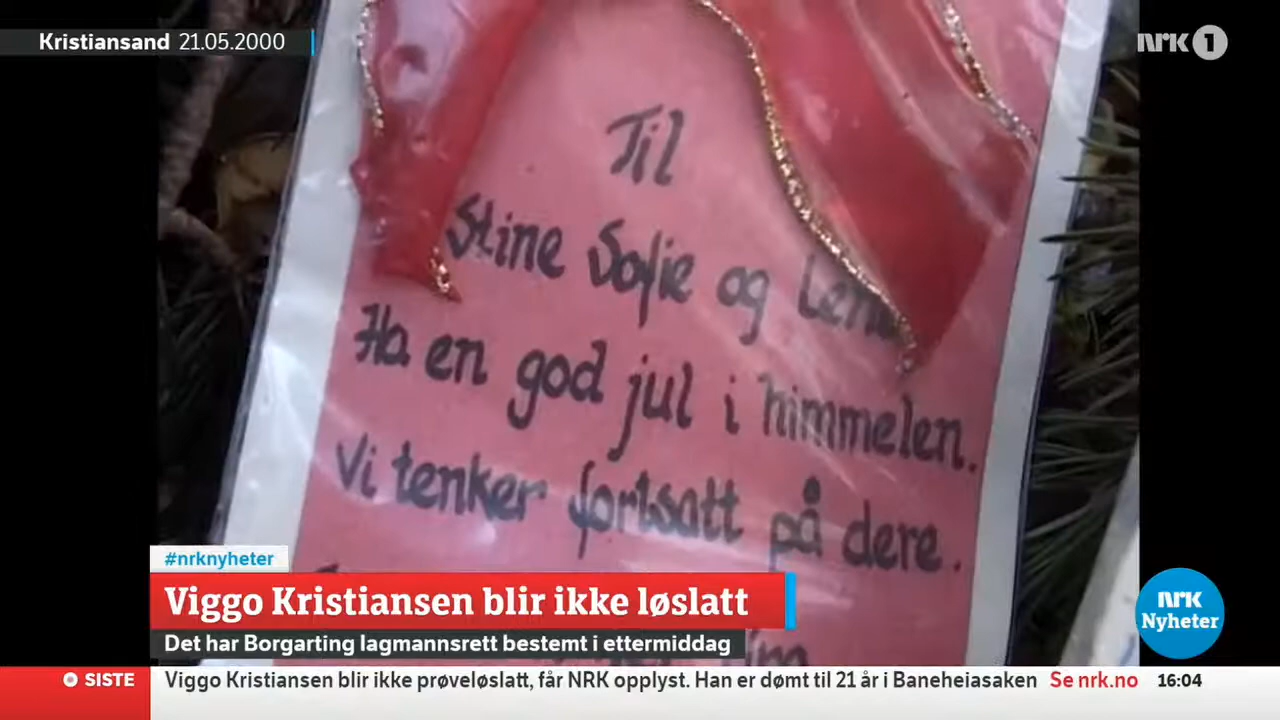 Kristiansand 21.05.2000
nrk 1
Til
Stine Sofie og Lena
Ha en god jul i himmelen.
Vi tenker fortsatt på dere.
#nrknyheter
Viggo Kristiansen blir ikke løslatt
Det har Borgarting lagmannsrett bestemt i ettermiddag
nrk
Nyheter
SISTE Viggo Kristiansen blir ikke prøveløslatt, får NRK opplyst. Han er dømt til 21 år i Baneheiasaken Se nrk.no 16:04